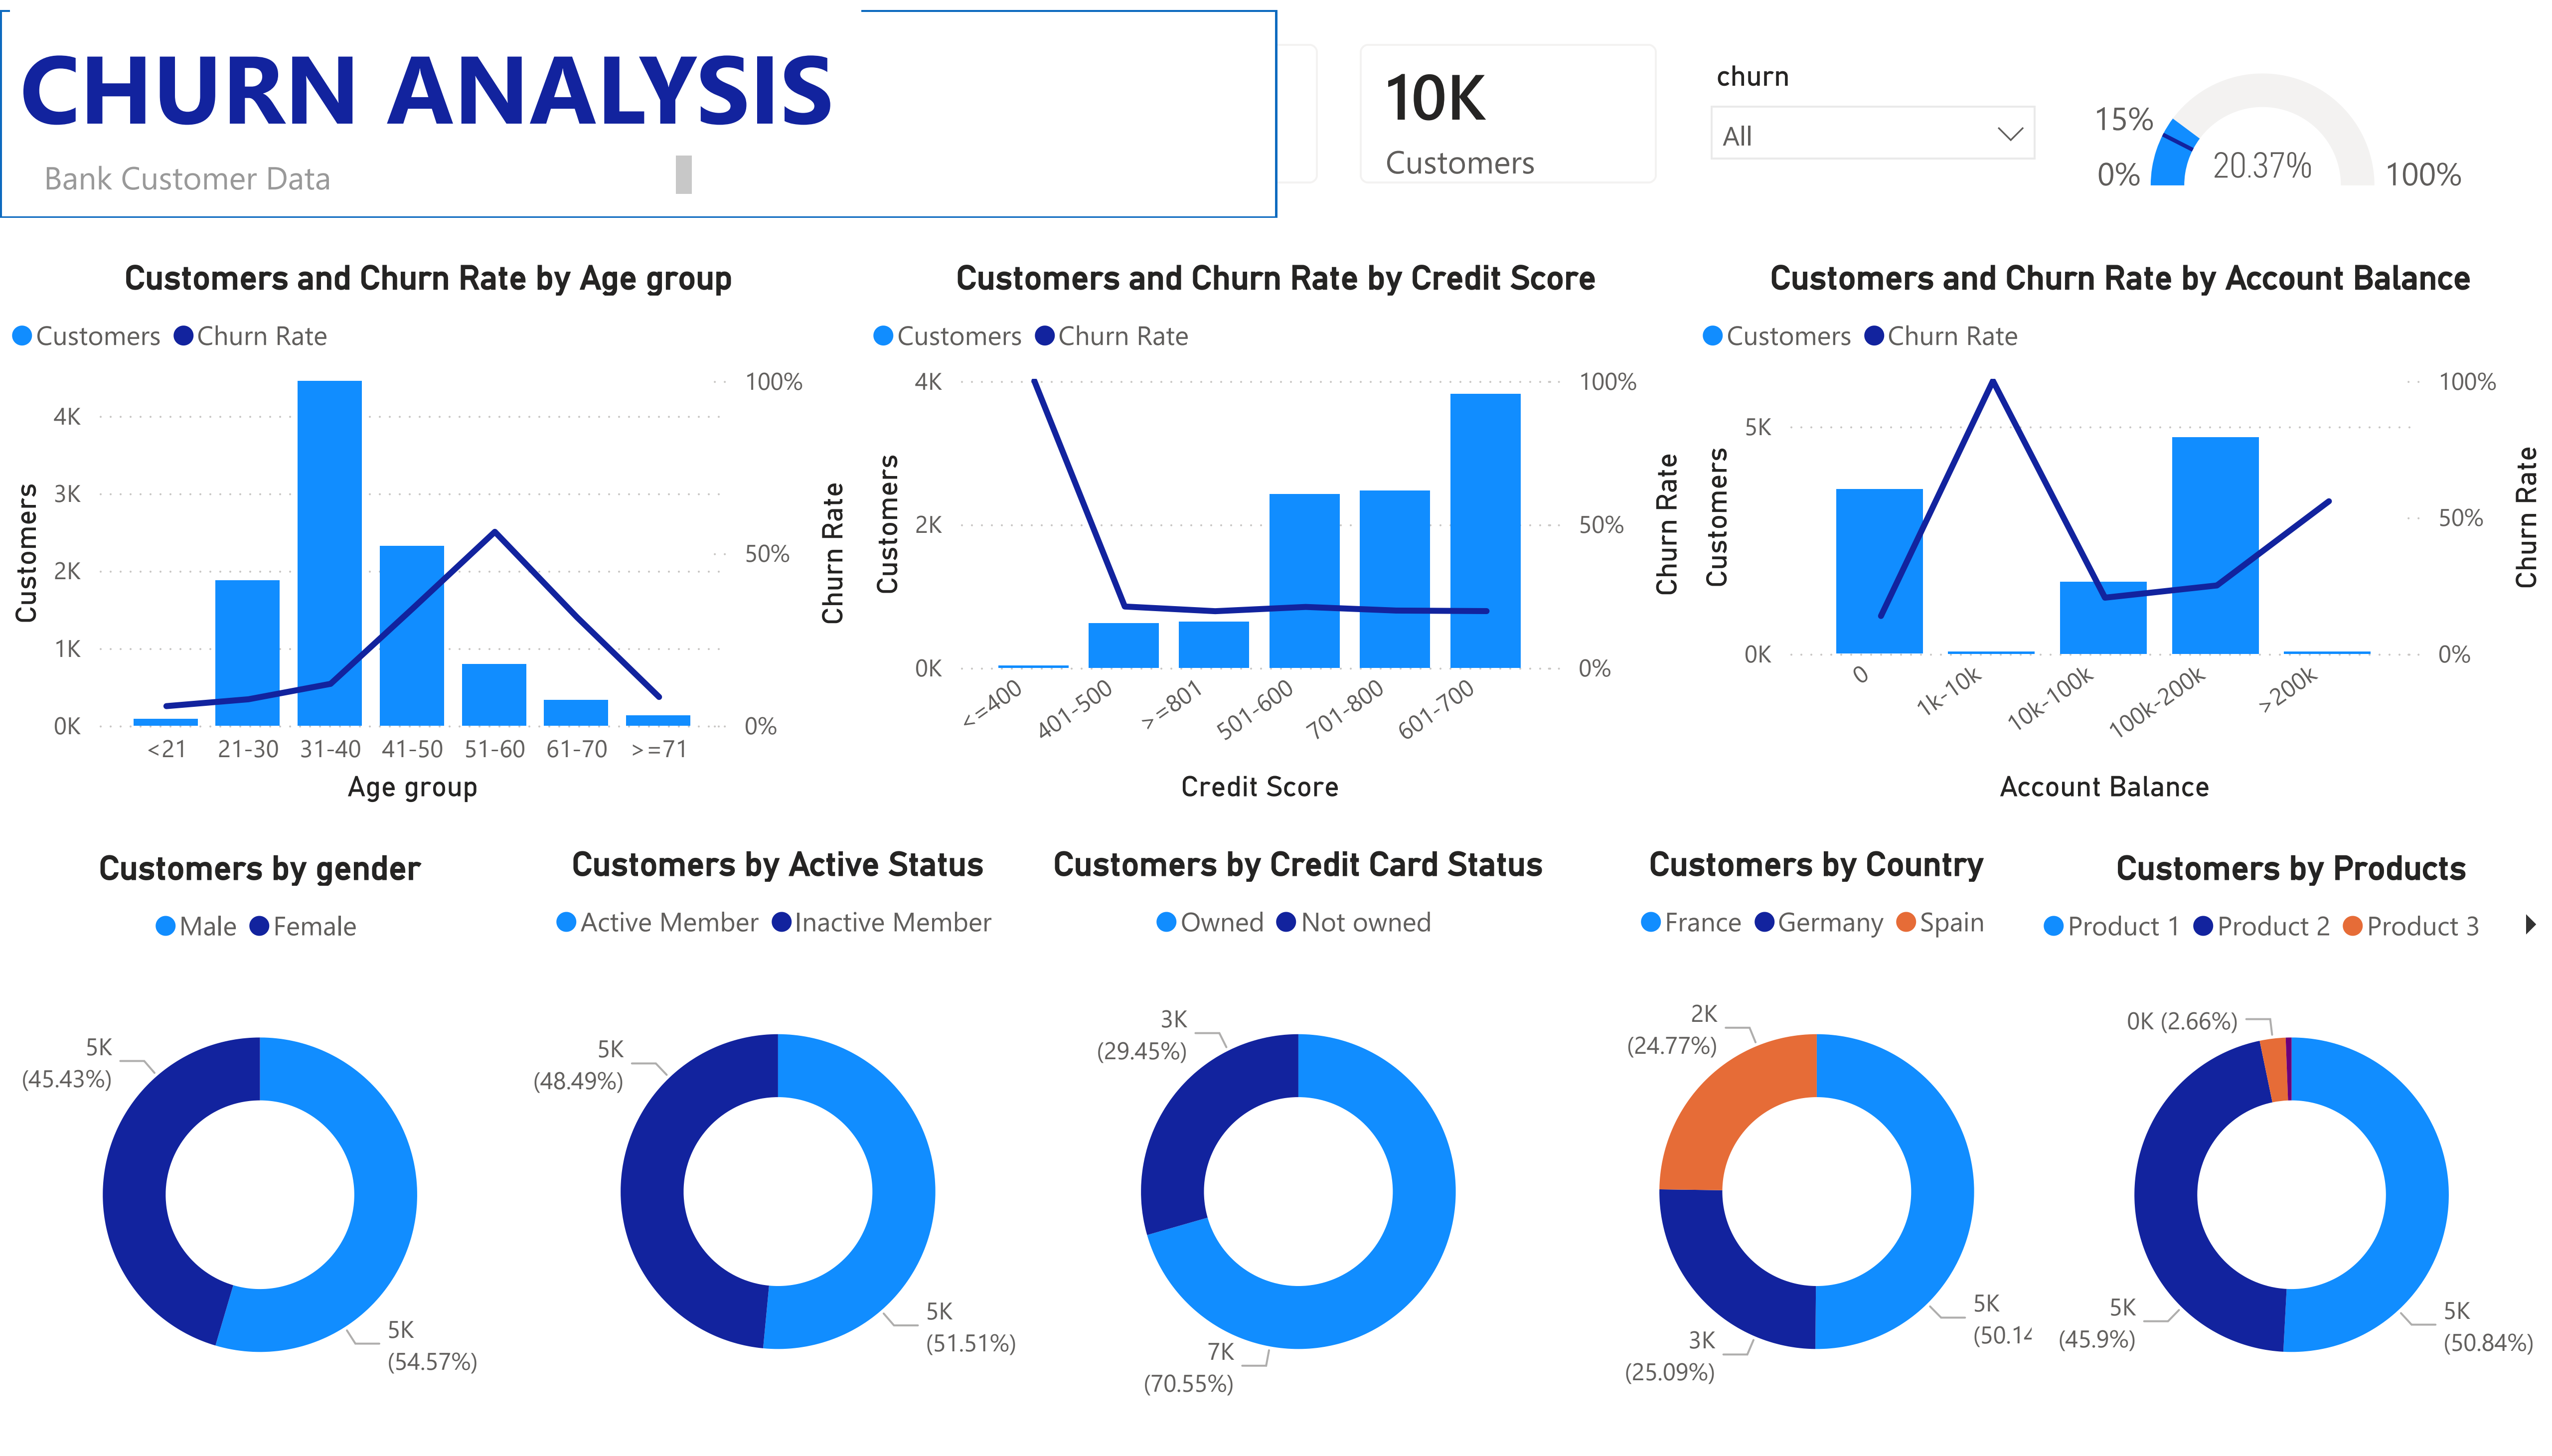 CHURN ANALYSIS
Bank Customer Data
10K
Customers
churn
All
15%
0%
20.37%
100%
Customers and Churn Rate by Age group
Customers Churn Rate
4K
3K
2K
1K
0K
100%
50%
0%
Customers
Churn Rate
<21 21-30 31-40 41-50 51-60 61-70 >=71
Age group
Customers and Churn Rate by Credit Score
Customers Churn Rate
4K
2K
0K
100%
50%
0%
Customers
Churn Rate
<=400 401-500 >=801 501-600 701-800 601-700
Credit Score
Customers and Churn Rate by Account Balance
Customers Churn Rate
5K
0K
100%
50%
0%
Customers
Churn Rate
0 1k-10k 10k-100k 100k-200k >200k
Account Balance
Customers by gender
Male Female
5K
(45.43%)
5K
(54.57%)
Customers by Active Status
Active Member Inactive Member
5K
(48.49%)
5K
(51.51%)
Customers by Credit Card Status
Owned Not owned
3K
(29.45%)
7K
(70.55%)
Customers by Country
France Germany Spain
2K
(24.77%)
3K
(25.09%)
5K
(50.14
Customers by Products
Product 1 Product 2 Product 3
0K (2.66%)
5K
(45.9%)
5K
(50.84%)